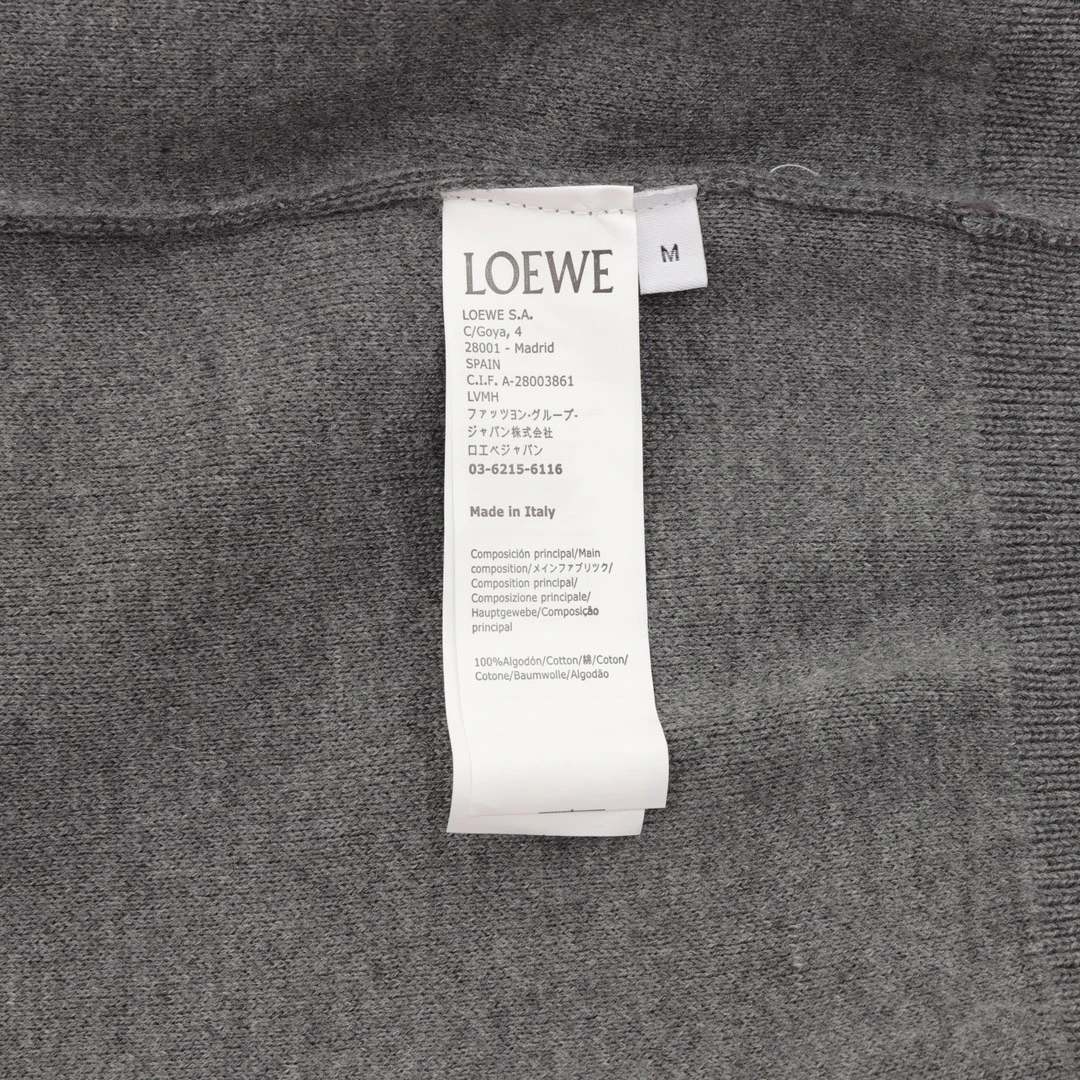 LOEWE
M
LOEWE S.A.
C/Goya, 4
28001 - Madrid
SPAIN
C.I.F. A-28003861
LVMH
ファッツヨン・グループ・
ジャパン株式会社
ロエベジャパン
03-6215-6116
Made in Italy
Composición principal/Main
composition/メインファブリツク/
Composition principal/
Composizione principale/
Hauptgewebe/Composição
principal
100%Algodón/Cotton/綿/Coton/
Cotone/Baumwolle/Algodão